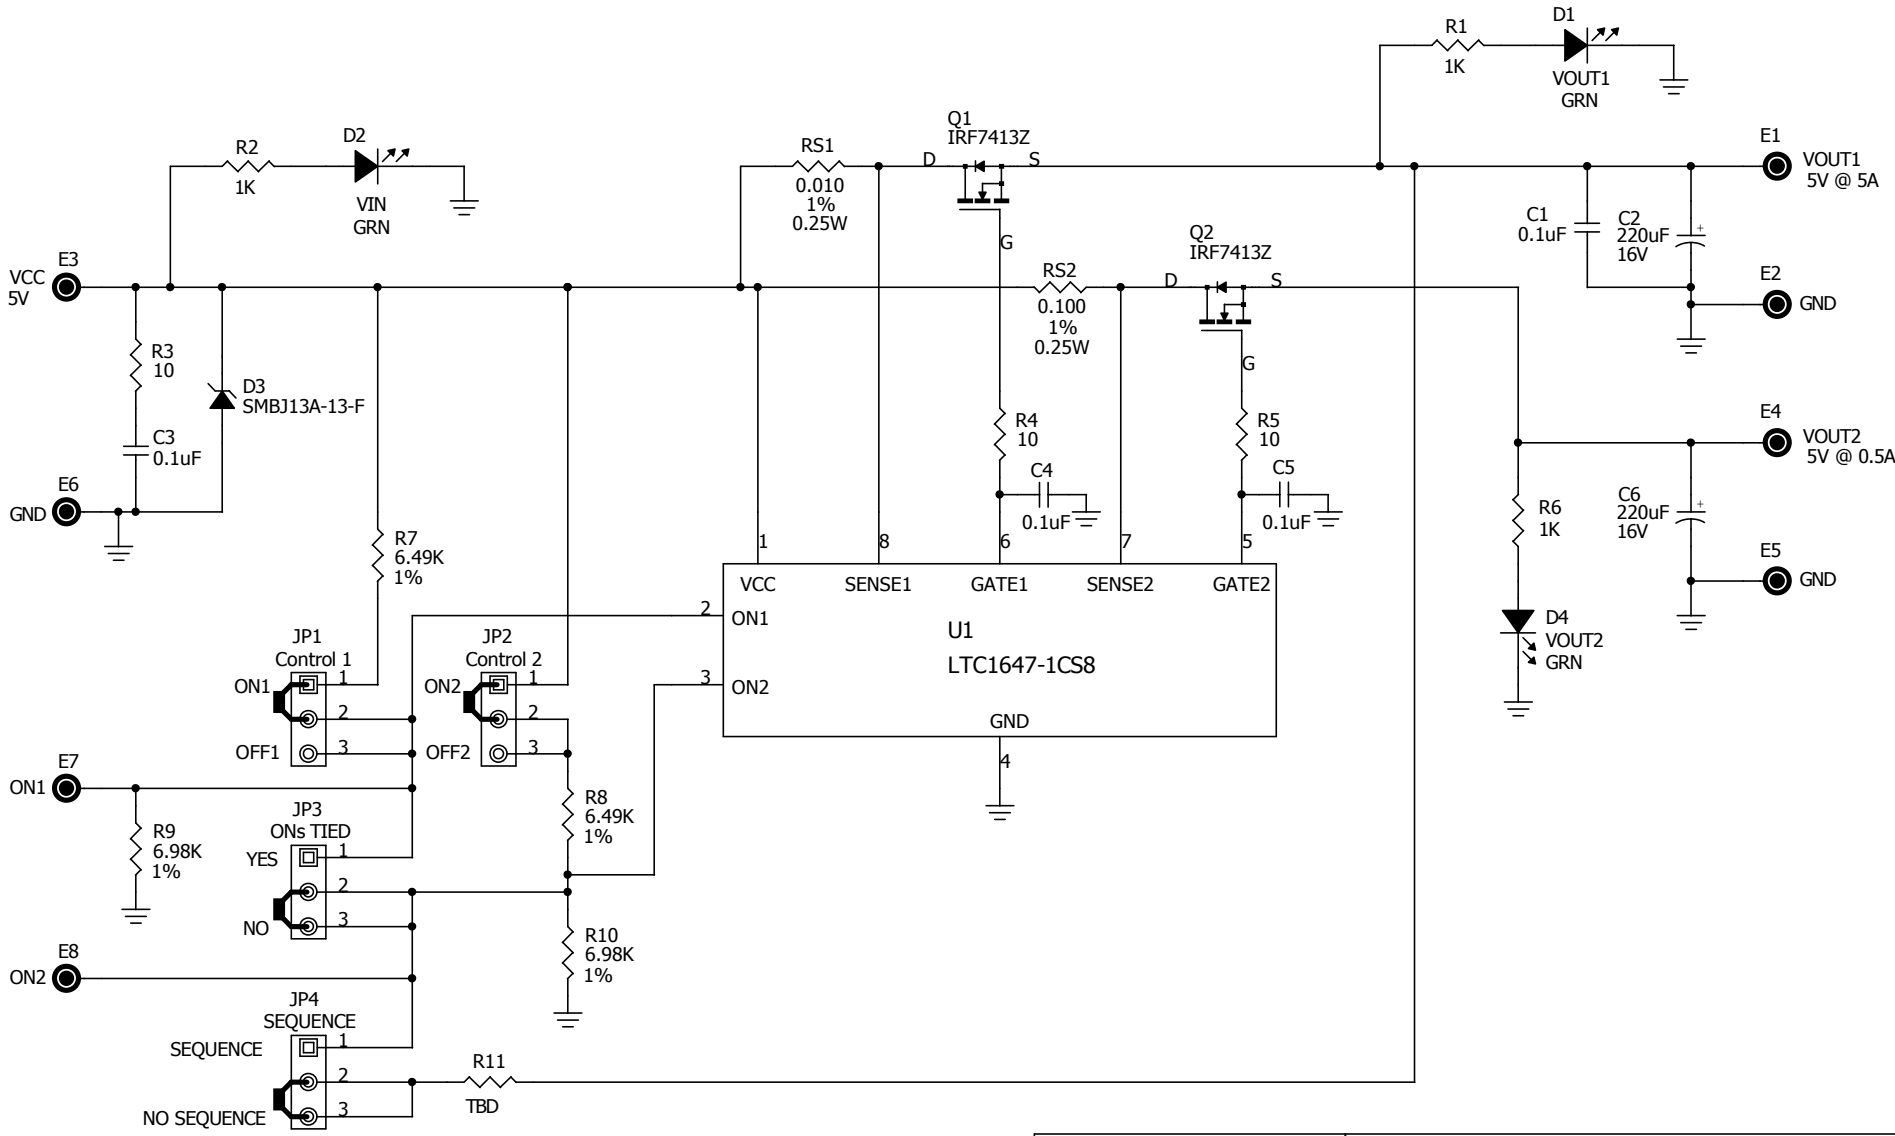 R1
1K
D1
VOUT1
GRN
R2
1K
D2
VIN
GRN
RS1
0.010
1%
0.25W
Q1
IRF7413Z
D
S
G
E1
VOUT1
5V @ 5A
C1
0.1uF
C2
220uF
16V
+
E2
GND
E3
VCC
5V
RS2
0.100
1%
0.25W
Q2
IRF7413Z
D
S
G
R3
10
D3
SMBJ13A-13-F
C3
0.1uF
E6
GND
R4
10
C4
0.1uF
R5
10
C5
0.1uF
E4
VOUT2
5V @ 0.5A
R6
1K
C6
220uF
16V
+
E5
GND
D4
VOUT2
GRN
R7
6.49K
1%
1
8
6
7
5
VCC
SENSE1
GATE1
SENSE2
GATE2
2
ON1
3
ON2
U1
LTC1647-1CS8
GND
4
JP1
Control 1
ON1
1
2
OFF1
3
JP2
Control 2
ON2
1
2
OFF2
3
E7
ON1
R9
6.98K
1%
JP3
ONs TIED
YES
1
2
NO
3
R8
6.49K
1%
R10
6.98K
1%
E8
ON2
JP4
SEQUENCE
SEQUENCE
1
2
NO SEQUENCE
3
R11
TBD